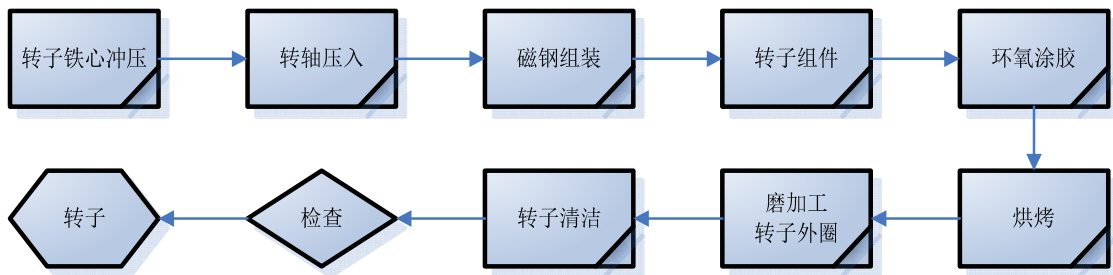 转子铁心冲压
转轴压入
磁钢组装
转子组件
环氧涂胶
烘烤
磨加工
转子外圈
转子清洁
检查
转子